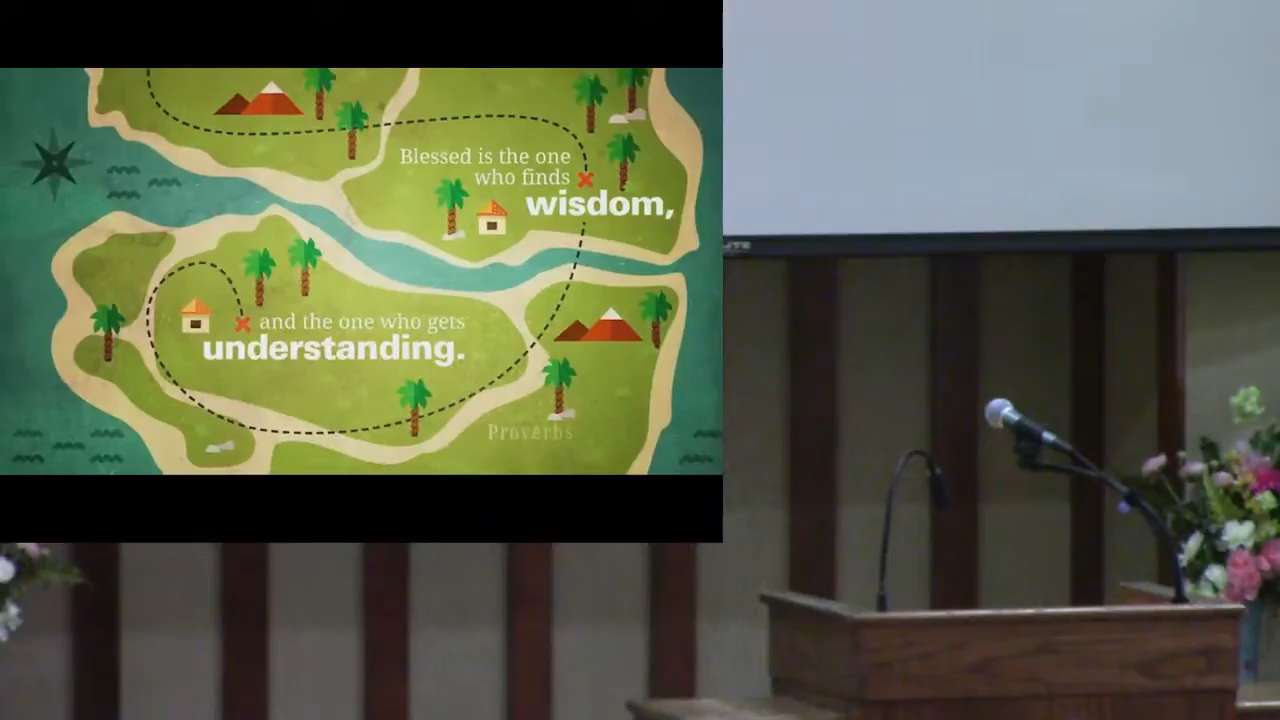 Blessed is the one
who finds
wisdom,
and the one who gets
understanding.
Proverbs